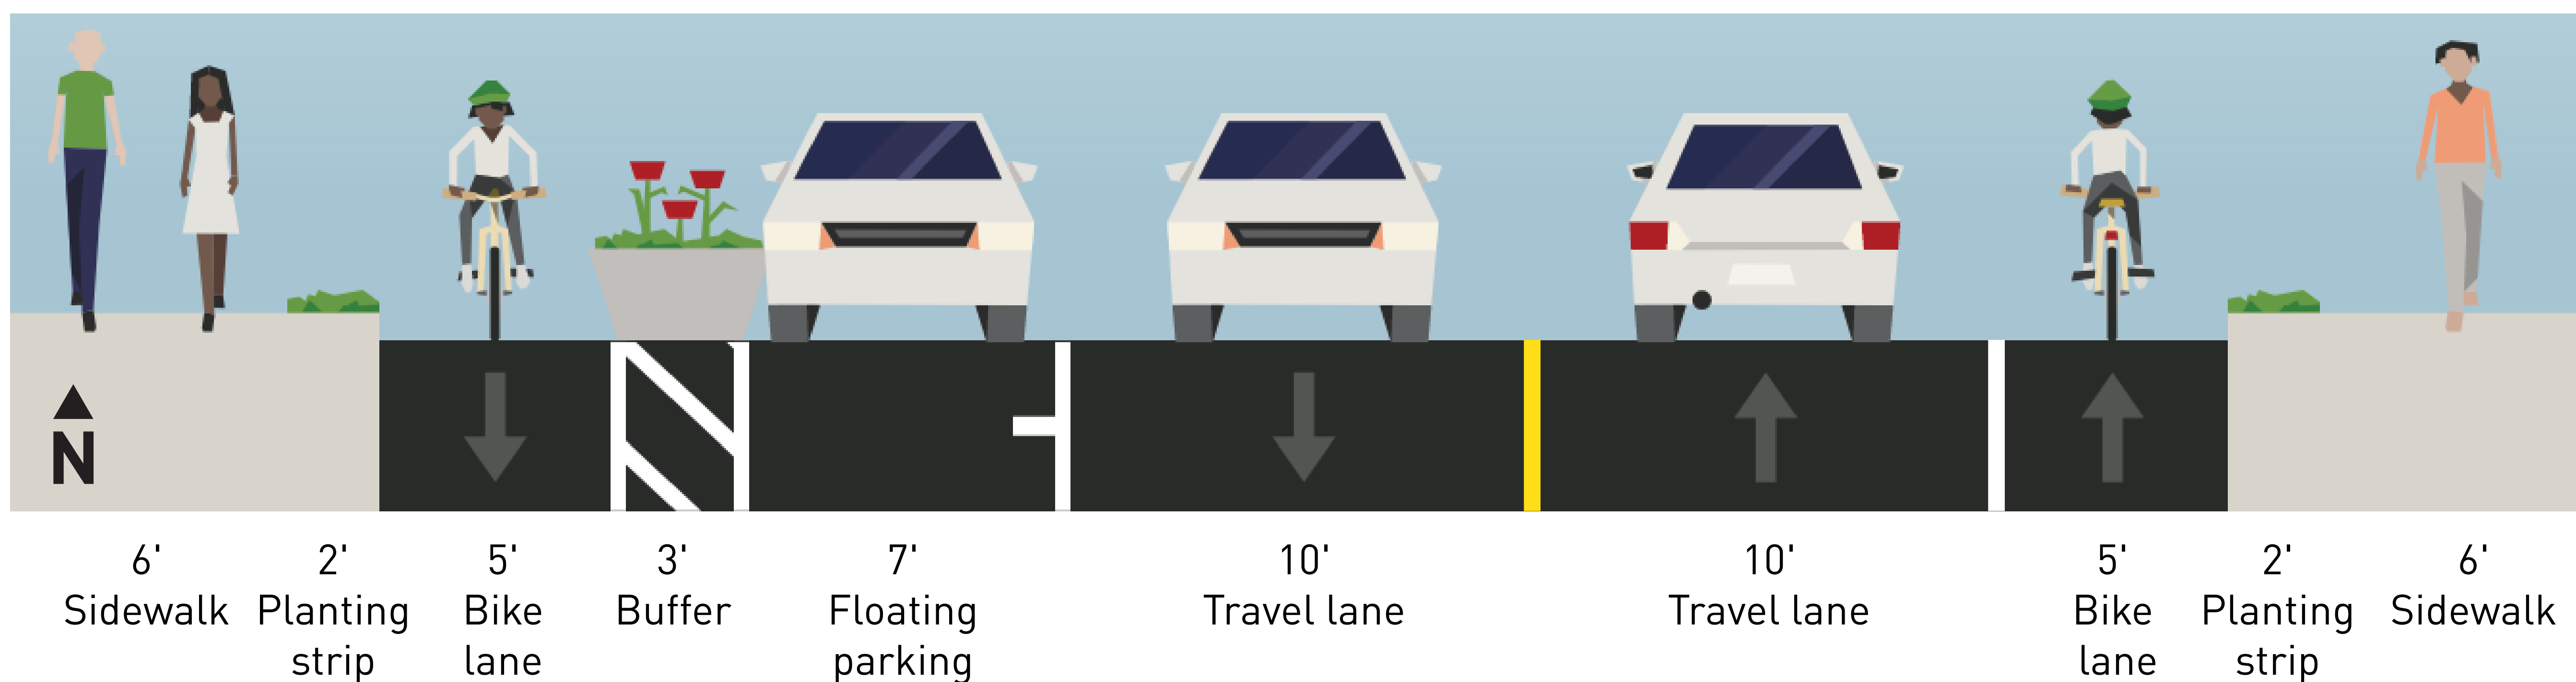 N
6' 2' 5' 3' 7' 10' 10' 5' 2' 6'
Sidewalk Planting Bike Buffer Floating Travel lane Travel lane Bike Planting Sidewalk
strip lane parking lane strip